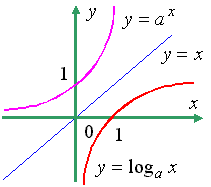 y
y = a^x
y = x
1
x
0
1
y = log_a x